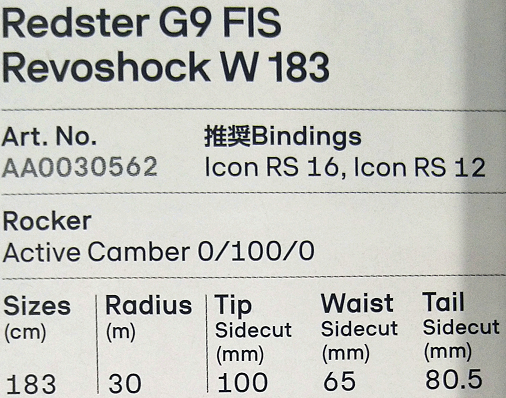 Redster G9 FIS
Revoshock W 183
Art. No. 推奨Bindings
AA0030562 Icon RS 16, Icon RS 12
Rocker
Active Camber 0/100/0
Sizes Radius Tip Waist Tail
(cm) (m) Sidecut Sidecut Sidecut
(mm) (mm) (mm)
183 30 100 65 80.5